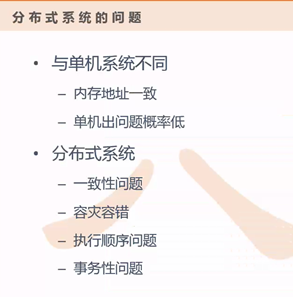 分布式系统的问题
• 与单机系统不同
– 内存地址一致
– 单机出问题概率低
• 分布式系统
– 一致性问题
– 容灾容错
– 执行顺序问题
– 事务性问题